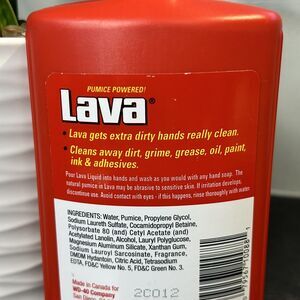 PUMICE POWERED!
Lava®
• Lava gets extra dirty hands really clean.
• Cleans away dirt, grime, grease, oil, paint,
ink & adhesives.
Pour Lava Liquid into hands and wash as you would with any hand soap. The
natural pumice in Lava may be abrasive to sensitive skin. If irritation develops,
discontinue use. Avoid contact with eyes - if this happens, rinse thoroughly with water
INGREDIENTS: Water, Pumice, Propylene Glycol,
Sodium Laureth Sulfate, Cocamidopropyl Betaine,
Polysorbate 80 (and) Cetyl Acetate (and)
Acetylated Lanolin Alcohol, Lauryl Polyglucose,
Magnesium Aluminum Silicate, Xanthan Gum,
Sodium Lauroyl Sarcosinate, Fragrance,
DMDM Hydantoin, Citric Acid, Tetrasodium
EDTA, FD&C Yellow No. 5, FD&C Green No. 3.
Made in Canada for
WD-40 Company
San Diego
2C012